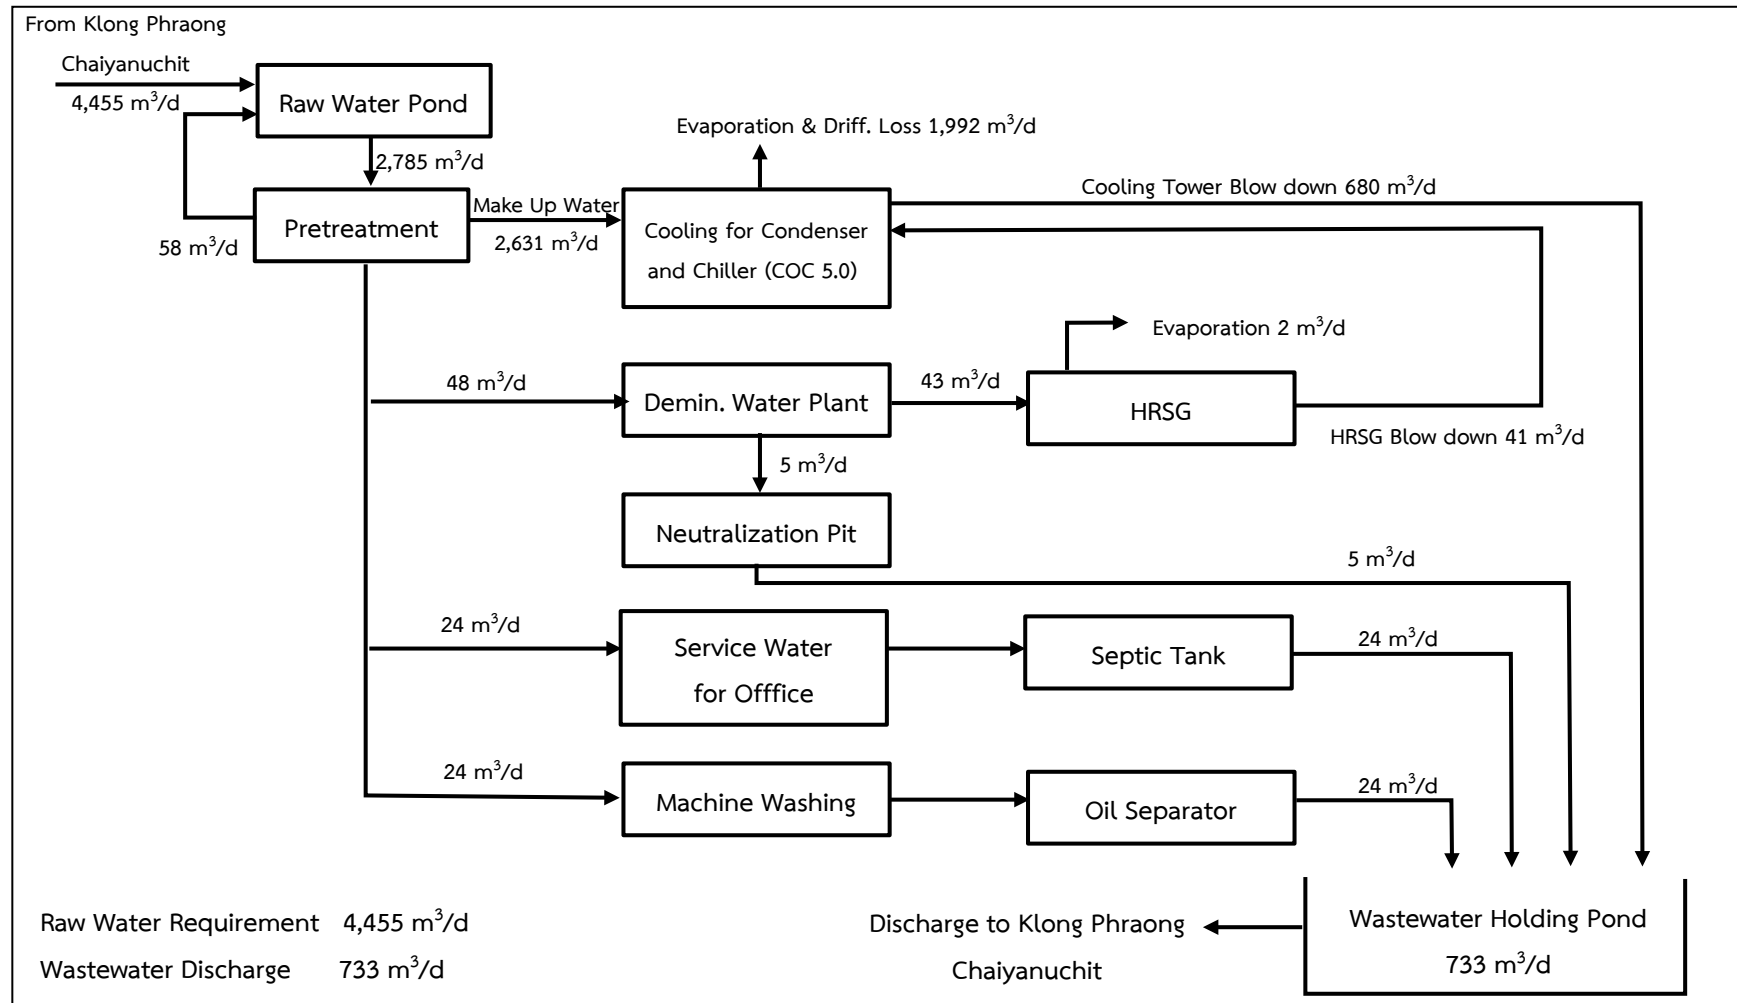 From Klong Phraong
Chaiyanuchit
4,455 m³/d
Raw Water Pond
2,785 m³/d
Evaporation & Driff. Loss 1,992 m³/d
Pretreatment
58 m³/d
Make Up Water
2,631 m³/d
Cooling for Condenser
and Chiller (COC 5.0)
Cooling Tower Blow down 680 m³/d
Evaporation 2 m³/d
48 m³/d
Demin. Water Plant
43 m³/d
HRSG
HRSG Blow down 41 m³/d
5 m³/d
Neutralization Pit
5 m³/d
24 m³/d
Service Water
for Offfice
Septic Tank
24 m³/d
24 m³/d
Machine Washing
Oil Separator
24 m³/d
Raw Water Requirement 4,455 m³/d
Wastewater Discharge 733 m³/d
Discharge to Klong Phraong
Chaiyanuchit
Wastewater Holding Pond
733 m³/d